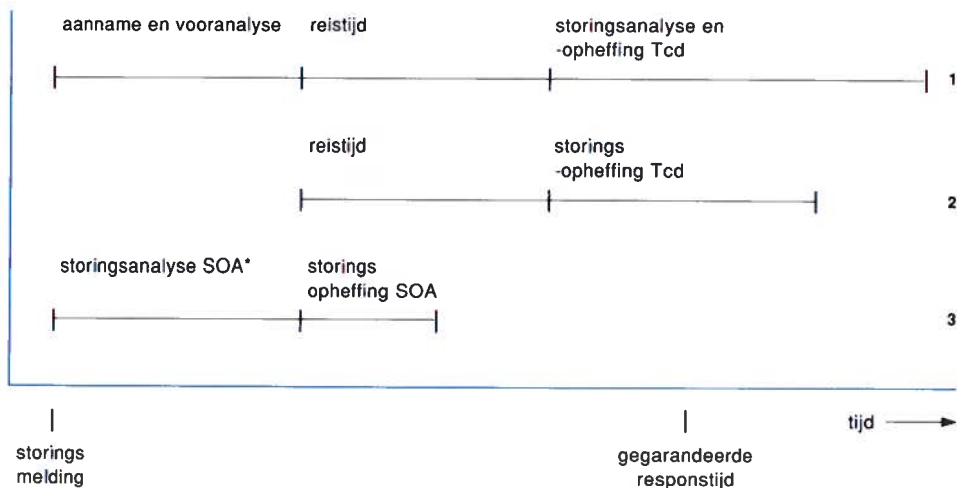 aanname en vooranalyse reistijd storingsanalyse en
-opheffing Tcd
1
reistijd storings
-opheffing Tcd
2
storingsanalyse SOA* storings
opheffing SOA
3
tijd
storings
melding
gegarandeerde
responstijd